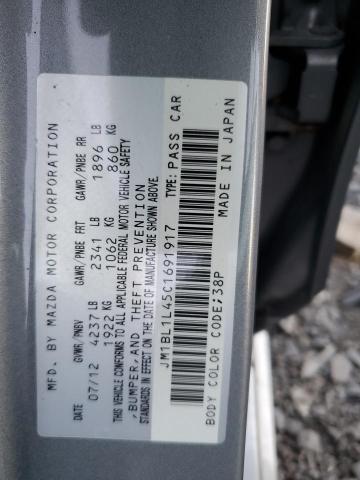 MFD. BY MAZDA MOTOR CORPORATION
DATE GVWR/PNBV GAWR/PNBE FRT GAWR/PNBE RR
07/12 4237 LB 2341 LB 1896 LB
1922 KG 1062 KG 860 KG
THIS VEHICLE CONFORMS TO ALL APPLICABLE FEDERAL MOTOR VEHICLE SAFETY
, BUMPER, AND THEFT PREVENTION
STANDARDS IN EFFECT ON THE DATE OF MANUFACTURE SHOWN ABOVE.
JM1BL1L45C1691917 TYPE: PASS CAR
BODY COLOR CODE;38P MADE IN JAPAN